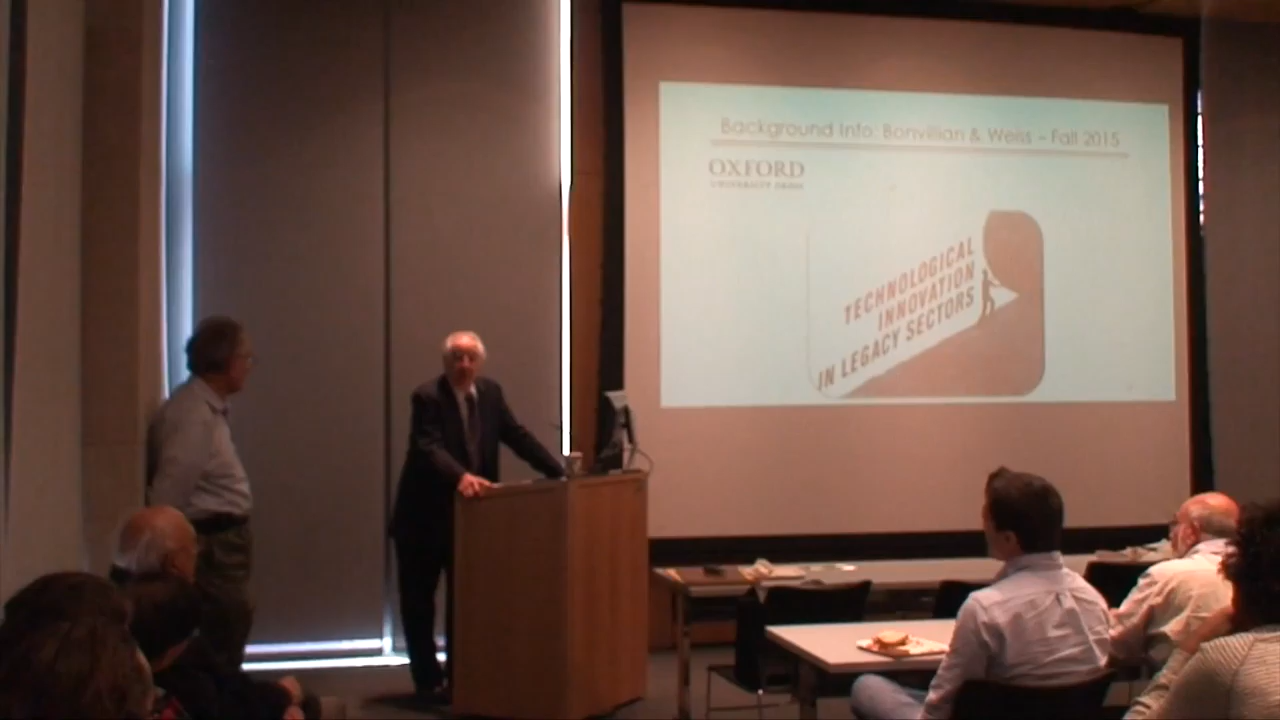 Background Info: Bonvillian & Weiss – Fall 2015
OXFORD
UNIVERSITY PRESS
TECHNOLOGICAL
INNOVATION
IN LEGACY SECTORS